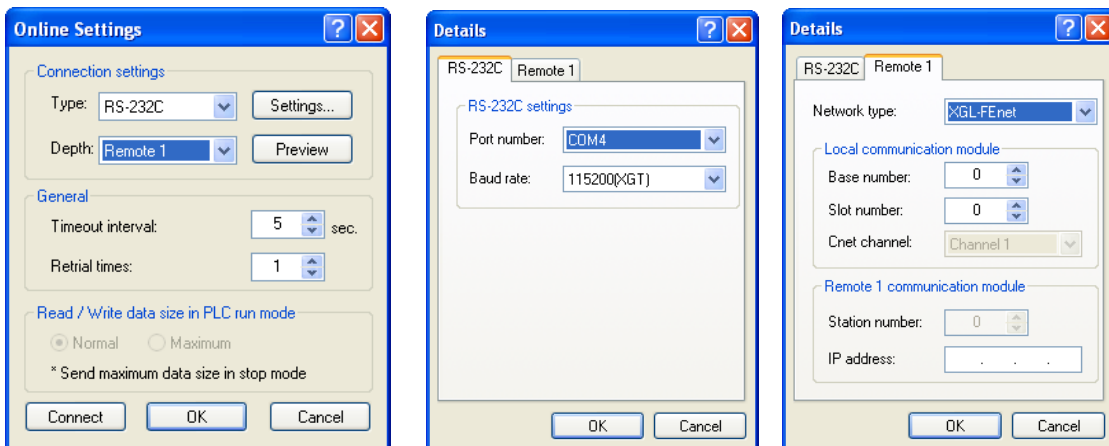 Online Settings
Connection settings
Type: RS-232C Settings...
Depth: Remote 1 Preview
General
Timeout interval: 5 sec.
Retrial times: 1
Read / Write data size in PLC run mode
Normal Maximum
* Send maximum data size in stop mode
Connect OK Cancel
Details
RS-232C Remote 1
RS-232C settings
Port number: COM4
Baud rate: 115200(XGT)
OK Cancel
Details
RS-232C Remote 1
Network type: XGL-FEnet
Local communication module
Base number: 0
Slot number: 0
Cnet channel: Channel 1
Remote 1 communication module
Station number: 0
IP address: . . .
OK Cancel